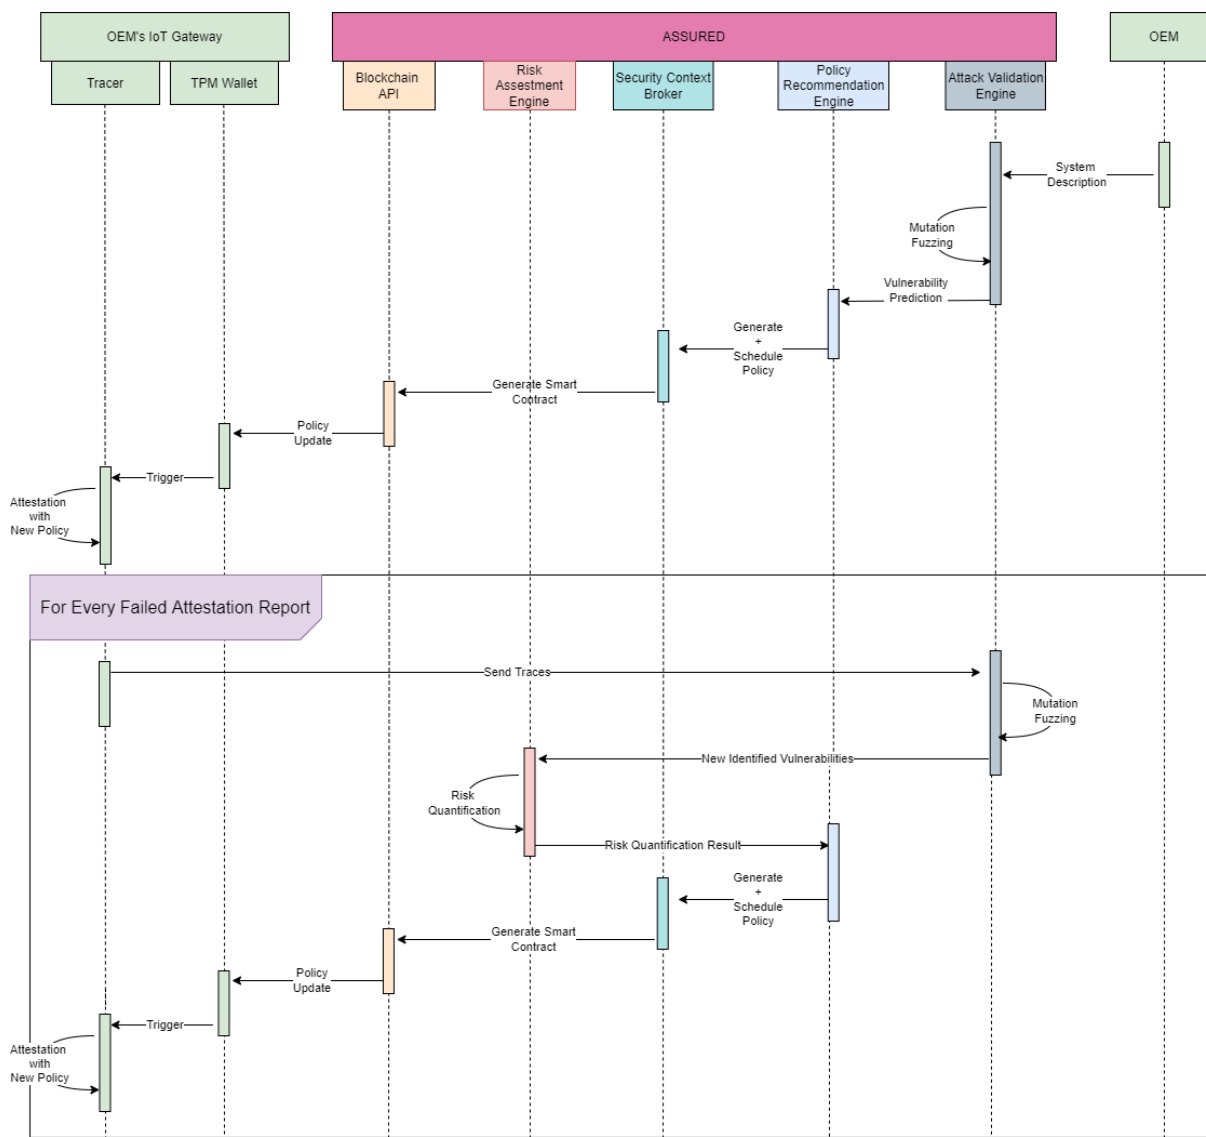 OEM's IoT Gateway
ASSURED
OEM
Tracer
TPM Wallet
Blockchain
API
Risk
Assestment
Engine
Security Context
Broker
Policy
Recommendation
Engine
Attack Validation
Engine
System
Description
Mutation
Fuzzing
Vulnerability
Prediction
Generate
+
Schedule
Policy
Generate Smart
Contract
Policy
Update
Trigger
Attestation
with
New Policy
For Every Failed Attestation Report
Send Traces
Mutation
Fuzzing
New Identified Vulnerabilities
Risk
Quantification
Risk Quantification Result
Generate
+
Schedule
Policy
Generate Smart
Contract
Policy
Update
Trigger
Attestation
with
New Policy